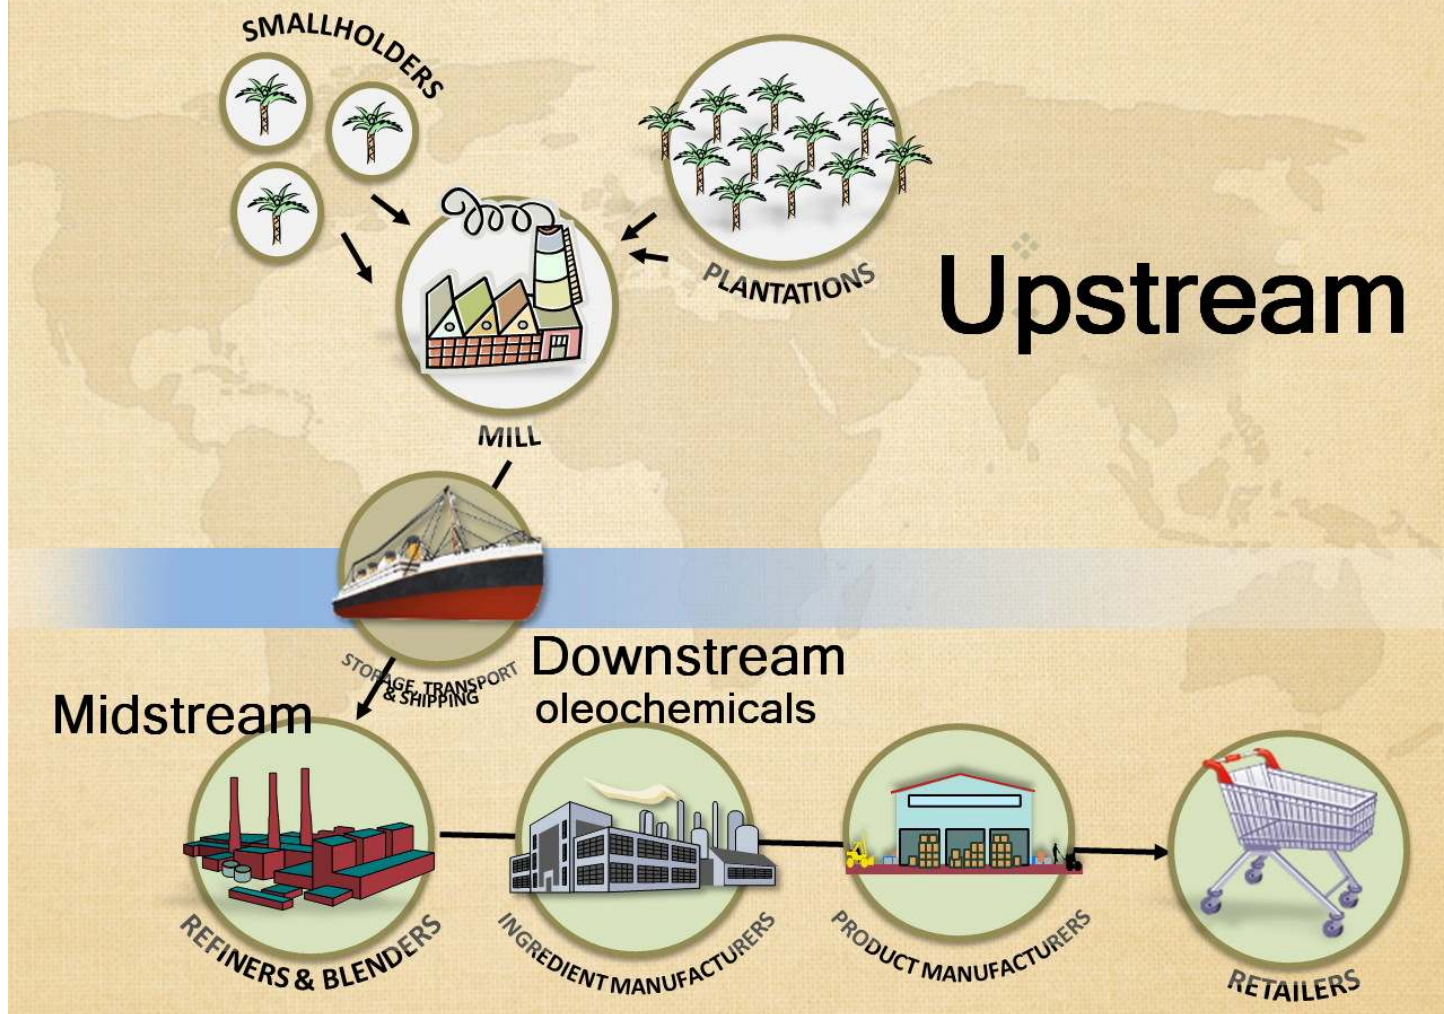 SMALLHOLDERS
PLANTATIONS
Upstream
MILL
STORAGE, TRANSPORT
& SHIPPING
Downstream
oleochemicals
Midstream
REFINERS & BLENDERS
INGREDIENT MANUFACTURERS
PRODUCT MANUFACTURERS
RETAILERS